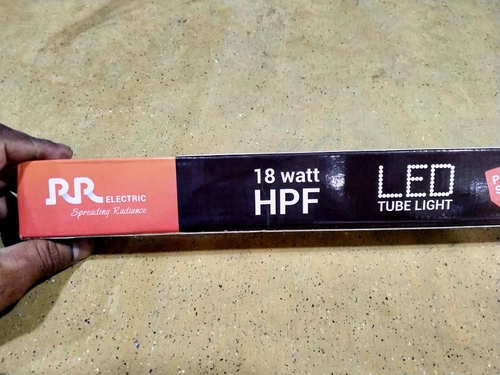 RR ELECTRIC
Spreading Radiance
18 watt
HPF
LED
TUBE LIGHT